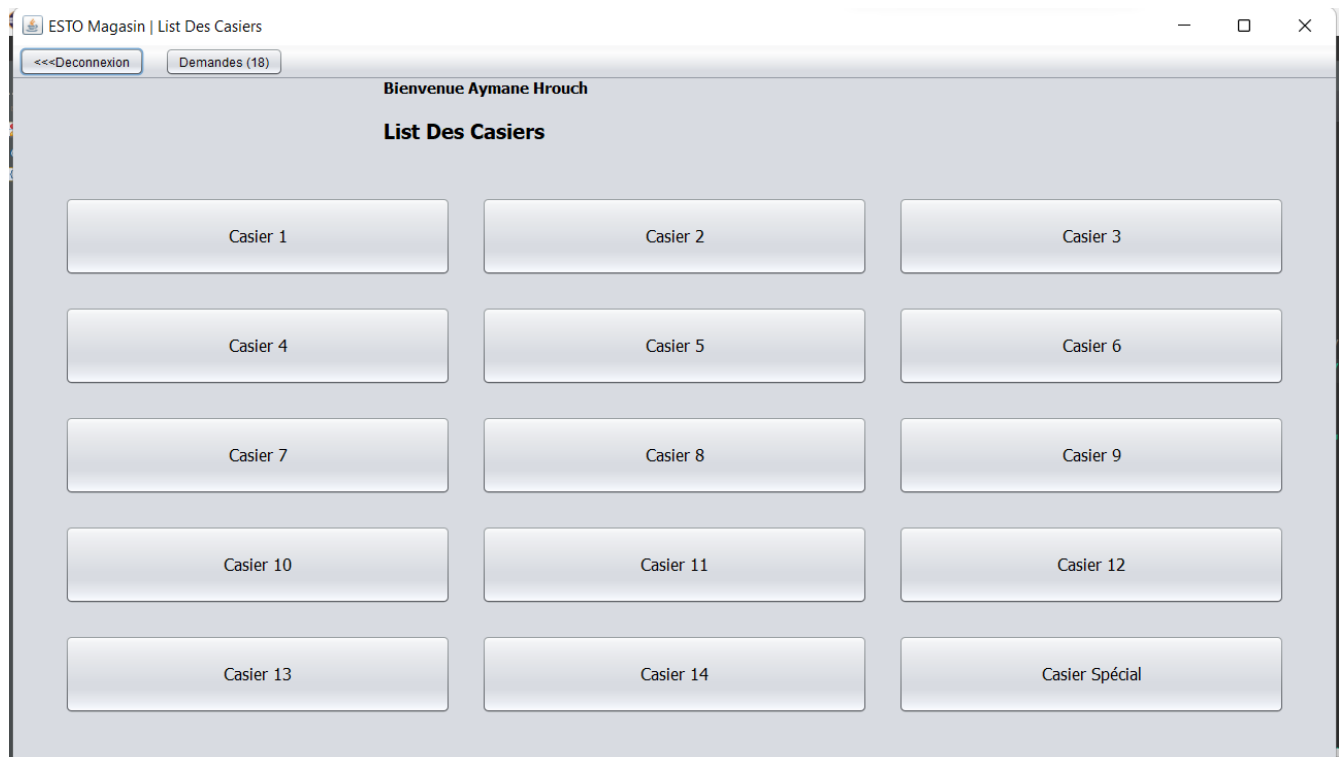 ESTO Magasin | List Des Casiers
<<<Deconnexion Demandes (18)
Bienvenue Aymane Hrouch
List Des Casiers
Casier 1 Casier 2 Casier 3
Casier 4 Casier 5 Casier 6
Casier 7 Casier 8 Casier 9
Casier 10 Casier 11 Casier 12
Casier 13 Casier 14 Casier Spécial